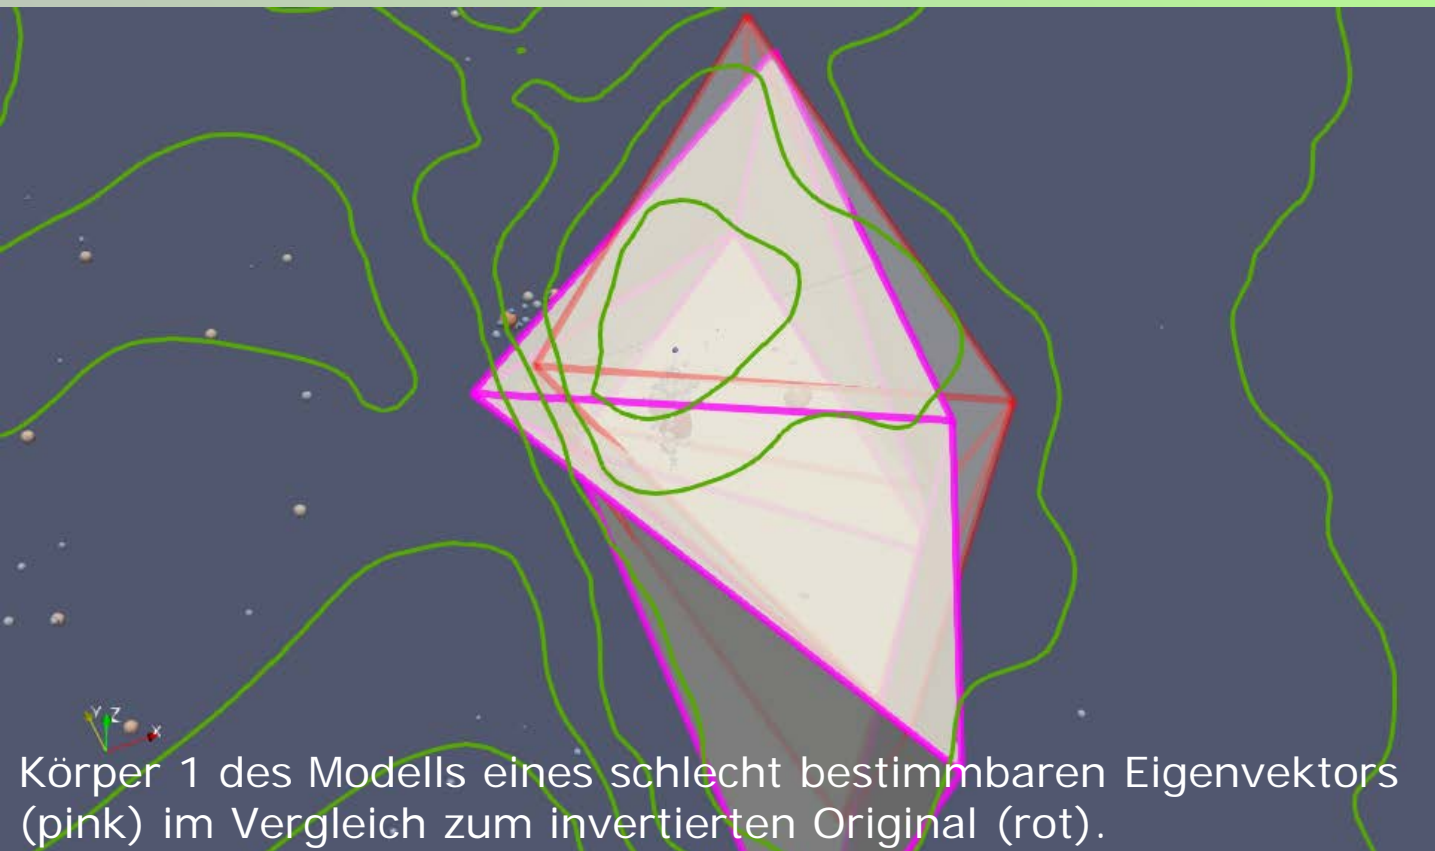 Y Z X
Körper 1 des Modells eines schlecht bestimmbaren Eigenvektors
(pink) im Vergleich zum invertierten Original (rot).